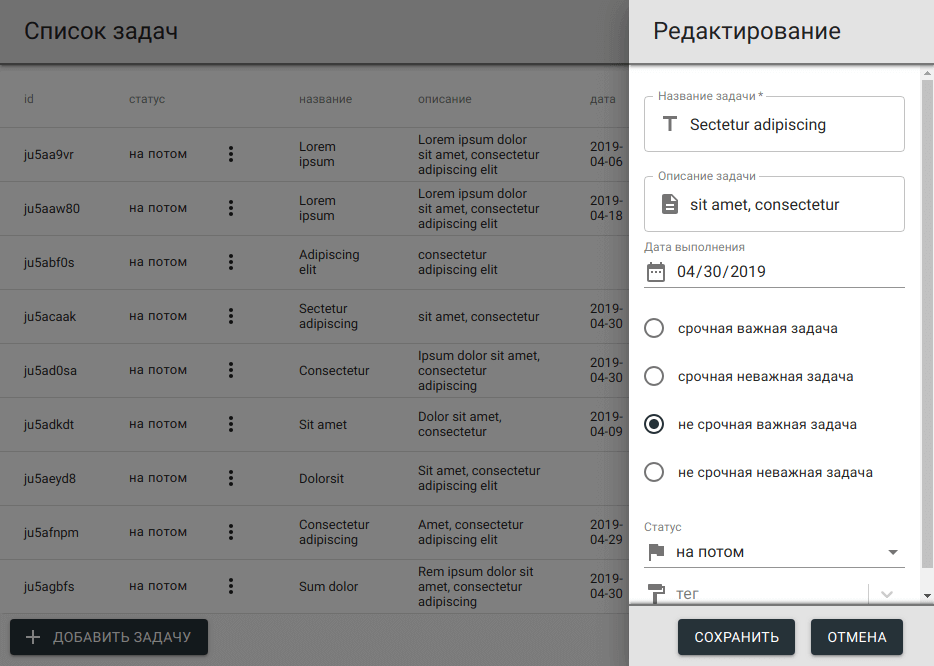 Список задач
id статус название описание дата
ju5aa9vr на потом Lorem ipsum Lorem ipsum dolor sit amet, consectetur adipiscing elit 2019-04-06
ju5aaw80 на потом Lorem ipsum Lorem ipsum dolor sit amet, consectetur adipiscing elit 2019-04-18
ju5abf0s на потом Adipiscing elit consectetur adipiscing elit
ju5acaak на потом Sectetur adipiscing sit amet, consectetur 2019-04-30
ju5ad0sa на потом Consectetur Ipsum dolor sit amet, consectetur adipiscing 2019-04-30
ju5adkdt на потом Sit amet Dolor sit amet, consectetur 2019-04-09
ju5aeyd8 на потом Dolorsit Sit amet, consectetur adipiscing elit
ju5afnpm на потом Consectetur adipiscing Amet, consectetur adipiscing elit 2019-04-29
ju5agbfs на потом Sum dolor Rem ipsum dolor sit amet, consectetur adipiscing 2019-04-30
ДОБАВИТЬ ЗАДАЧУ
Редактирование
Название задачи *
Sectetur adipiscing
Описание задачи
sit amet, consectetur
Дата выполнения
04/30/2019
срочная важная задача
срочная неважная задача
не срочная важная задача
не срочная неважная задача
Статус
на потом
тег
СОХРАНИТЬ ОТМЕНА